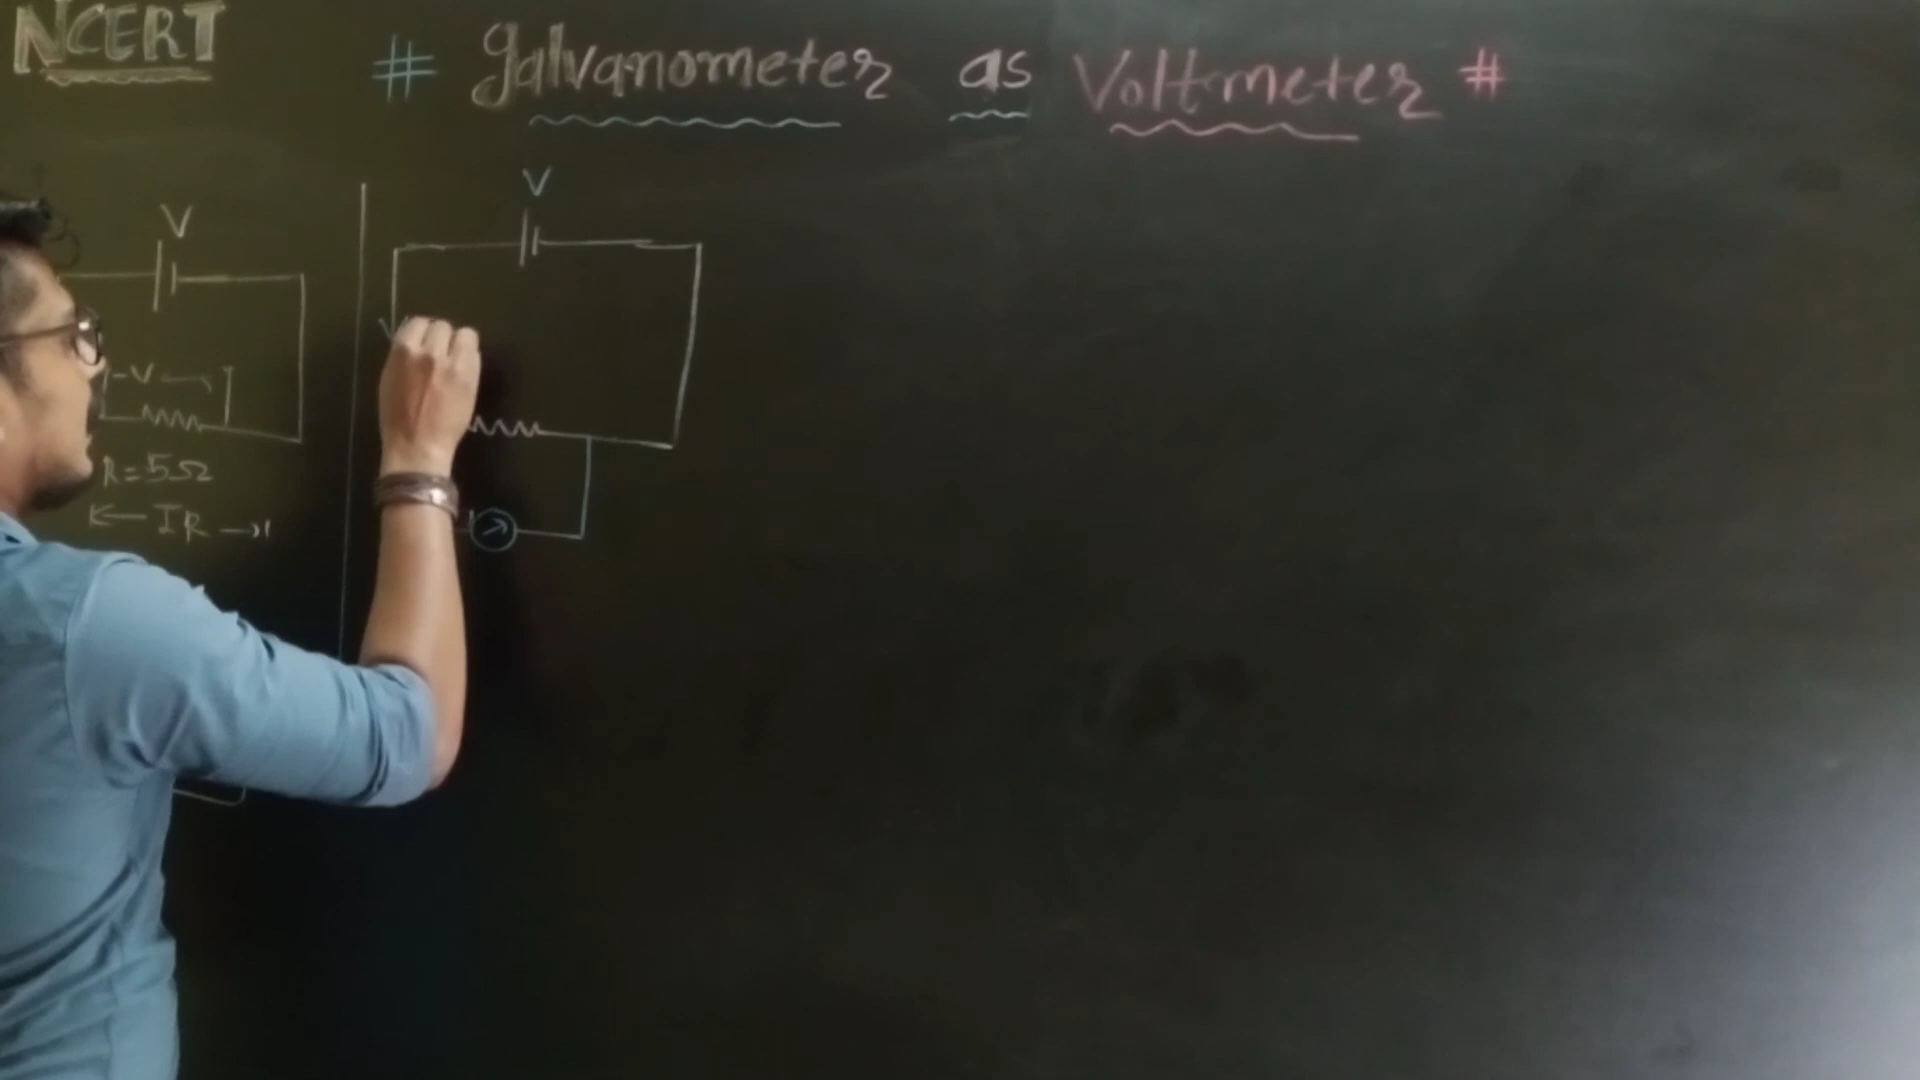 NCERT
# Galvanometer as Voltmeter #
V
V
V
R=5Ω
IR